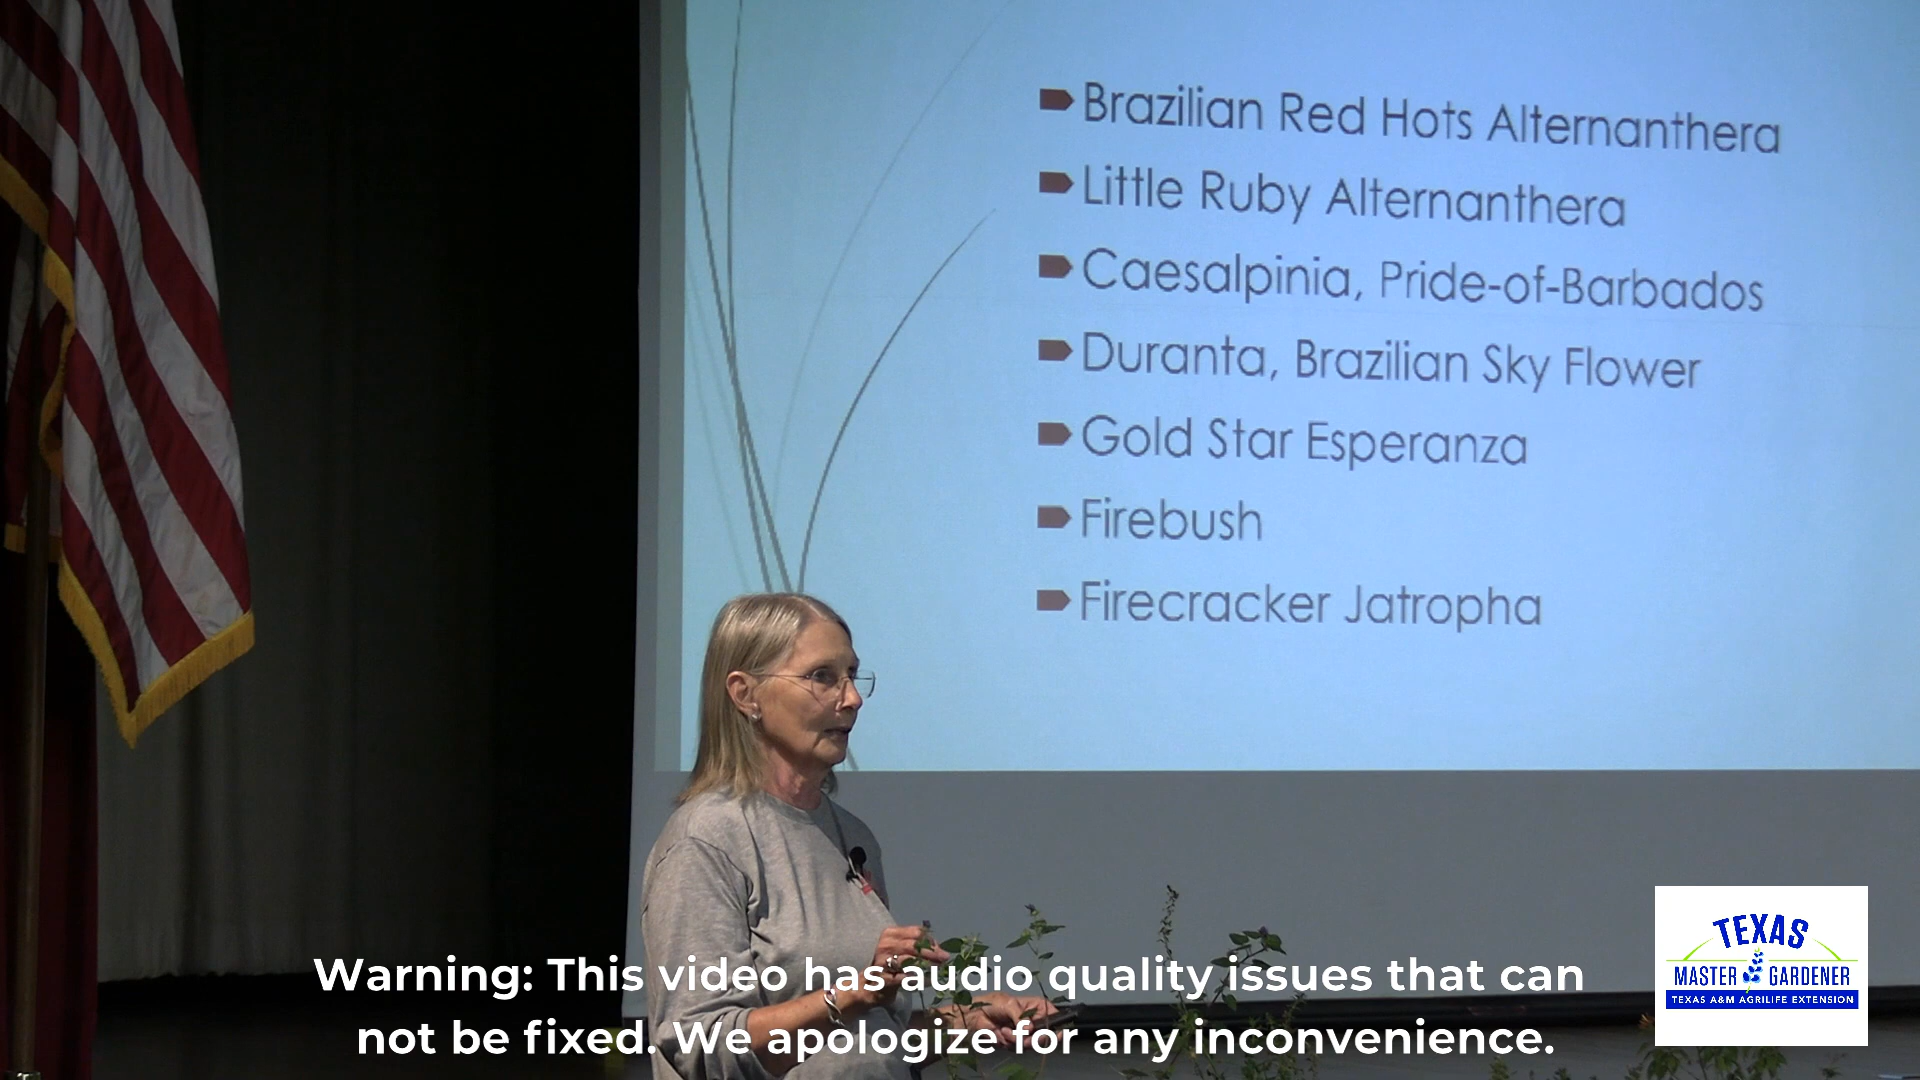 Brazilian Red Hots Alternanthera
Little Ruby Alternanthera
Caesalpinia, Pride-of-Barbados
Duranta, Brazilian Sky Flower
Gold Star Esperanza
Firebush
Firecracker Jatropha
Warning: This video has audio quality issues that can
not be fixed. We apologize for any inconvenience.
TEXAS
MASTER GARDENER
TEXAS A&M AGRILIFE EXTENSION